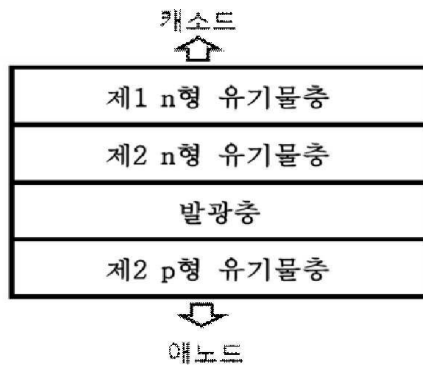 캐소드
제1 n형 유기물층
제2 n형 유기물층
발광층
제2 p형 유기물층
애노드